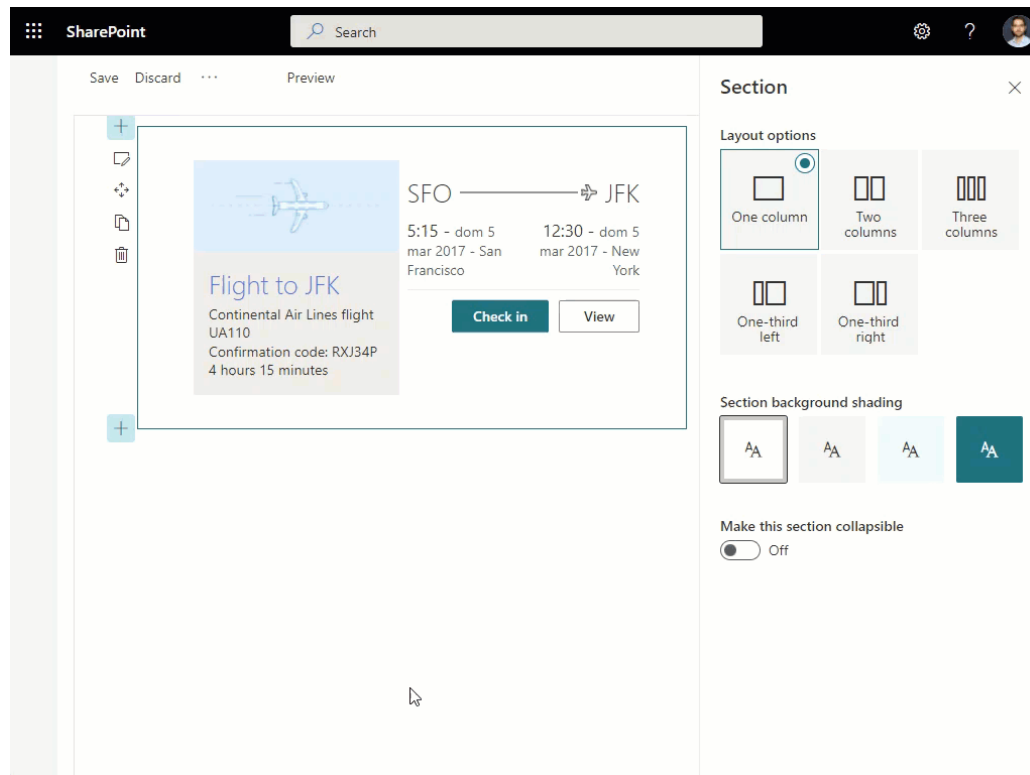 SharePoint
Search
?
Save Discard ··· Preview
Section
Layout options
One column
Two
columns
Three
columns
One-third
left
One-third
right
Section background shading
AA
AA
AA
AA
Make this section collapsible
Off
SFO
JFK
5:15 - dom 5
mar 2017 - San
Francisco
12:30 - dom 5
mar 2017 - New
York
Flight to JFK
Continental Air Lines flight
UA110
Confirmation code: RXJ34P
4 hours 15 minutes
Check in
View